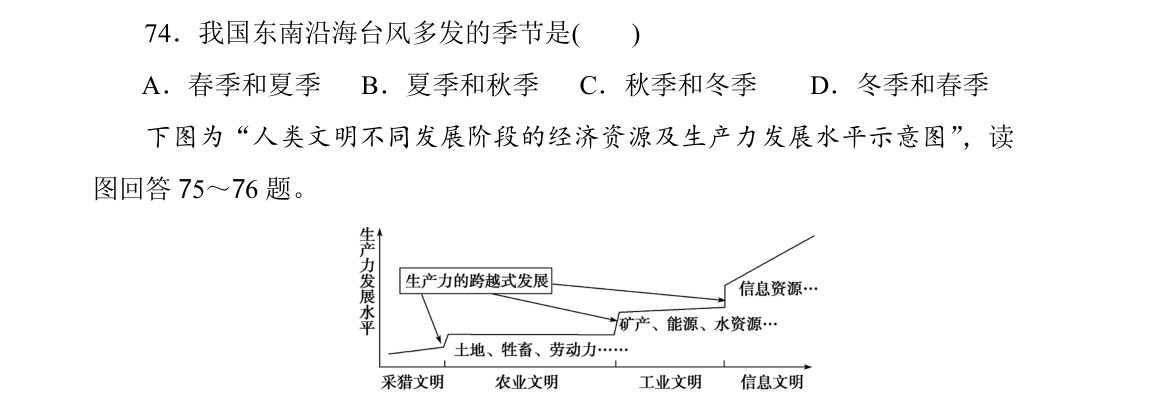 74．我国东南沿海台风多发的季节是(　　)
A．春季和夏季　B．夏季和秋季　C．秋季和冬季　D．冬季和春季
下图为“人类文明不同发展阶段的经济资源及生产力发展水平示意图”，读
图回答 75～76 题。
生产力发展水平
生产力的跨越式发展
信息资源…
矿产、能源、水资源…
土地、牲畜、劳动力……
采猎文明　农业文明　工业文明　信息文明